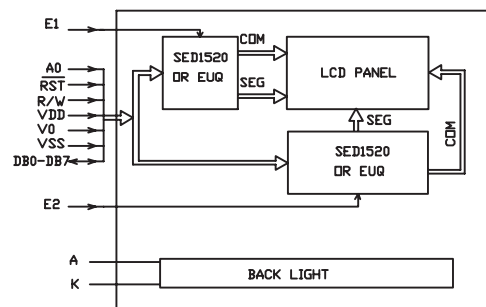 E1
SED1520
OR EUQ
COM
SEG
LCD PANEL
A0
RST
R/W
VDD
V0
VSS
DB0-DB7
SEG
COM
SED1520
OR EUQ
E2
A
K
BACK LIGHT